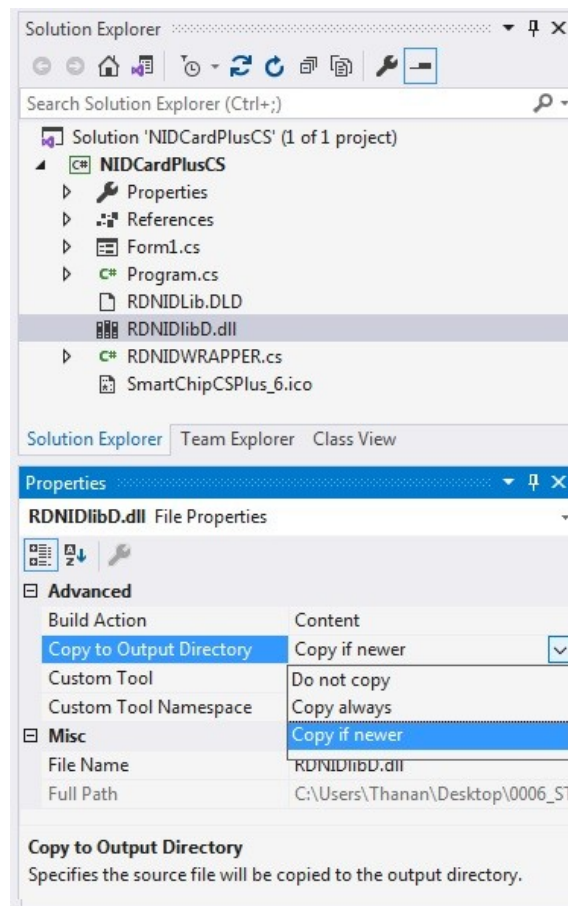 Solution Explorer
Search Solution Explorer (Ctrl+;)
Solution 'NIDCardPlusCS' (1 of 1 project)
C# NIDCardPlusCS
Properties
References
Form1.cs
C# Program.cs
RDNIDLib.DLD
RDNIDlibD.dll
C# RDNIDWRAPPER.cs
SmartChipCSPlus_6.ico
Solution Explorer Team Explorer Class View
Properties
RDNIDlibD.dll File Properties
Advanced
Build Action Content
Copy to Output Directory Copy if newer
Custom Tool Do not copy
Custom Tool Namespace Copy always
Misc Copy if newer
File Name RDNIDlibD.dll
Full Path C:\Users\Thanan\Desktop\0006_ST
Copy to Output Directory
Specifies the source file will be copied to the output directory.